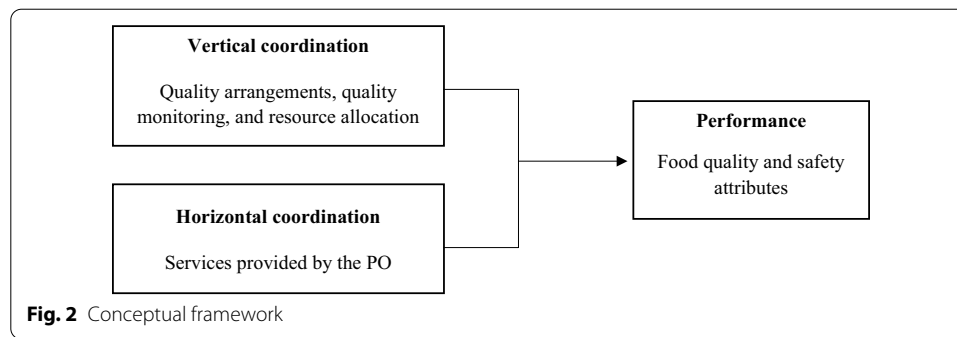 Vertical coordination
Quality arrangements, quality
monitoring, and resource allocation
Performance
Food quality and safety
attributes
Horizontal coordination
Services provided by the PO
Fig. 2 Conceptual framework